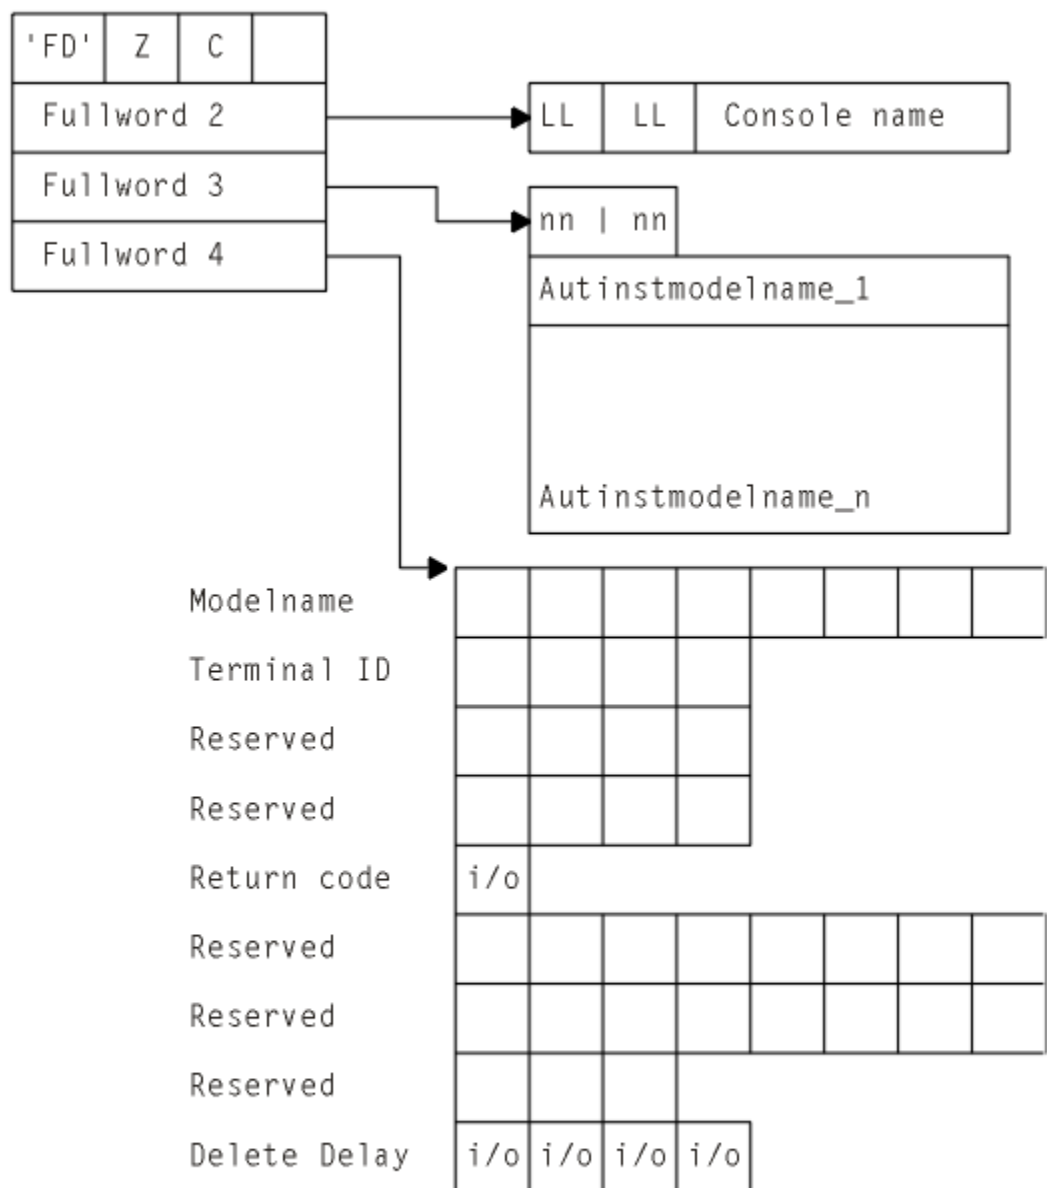 'FD' Z C
Fullword 2
LL LL Console name
Fullword 3
nn | nn
Fullword 4
Autinstmodelname_1
Autinstmodelname_n
Modelname
Terminal ID
Reserved
Reserved
Return code i/o
Reserved
Reserved
Reserved
Delete Delay i/o i/o i/o i/o